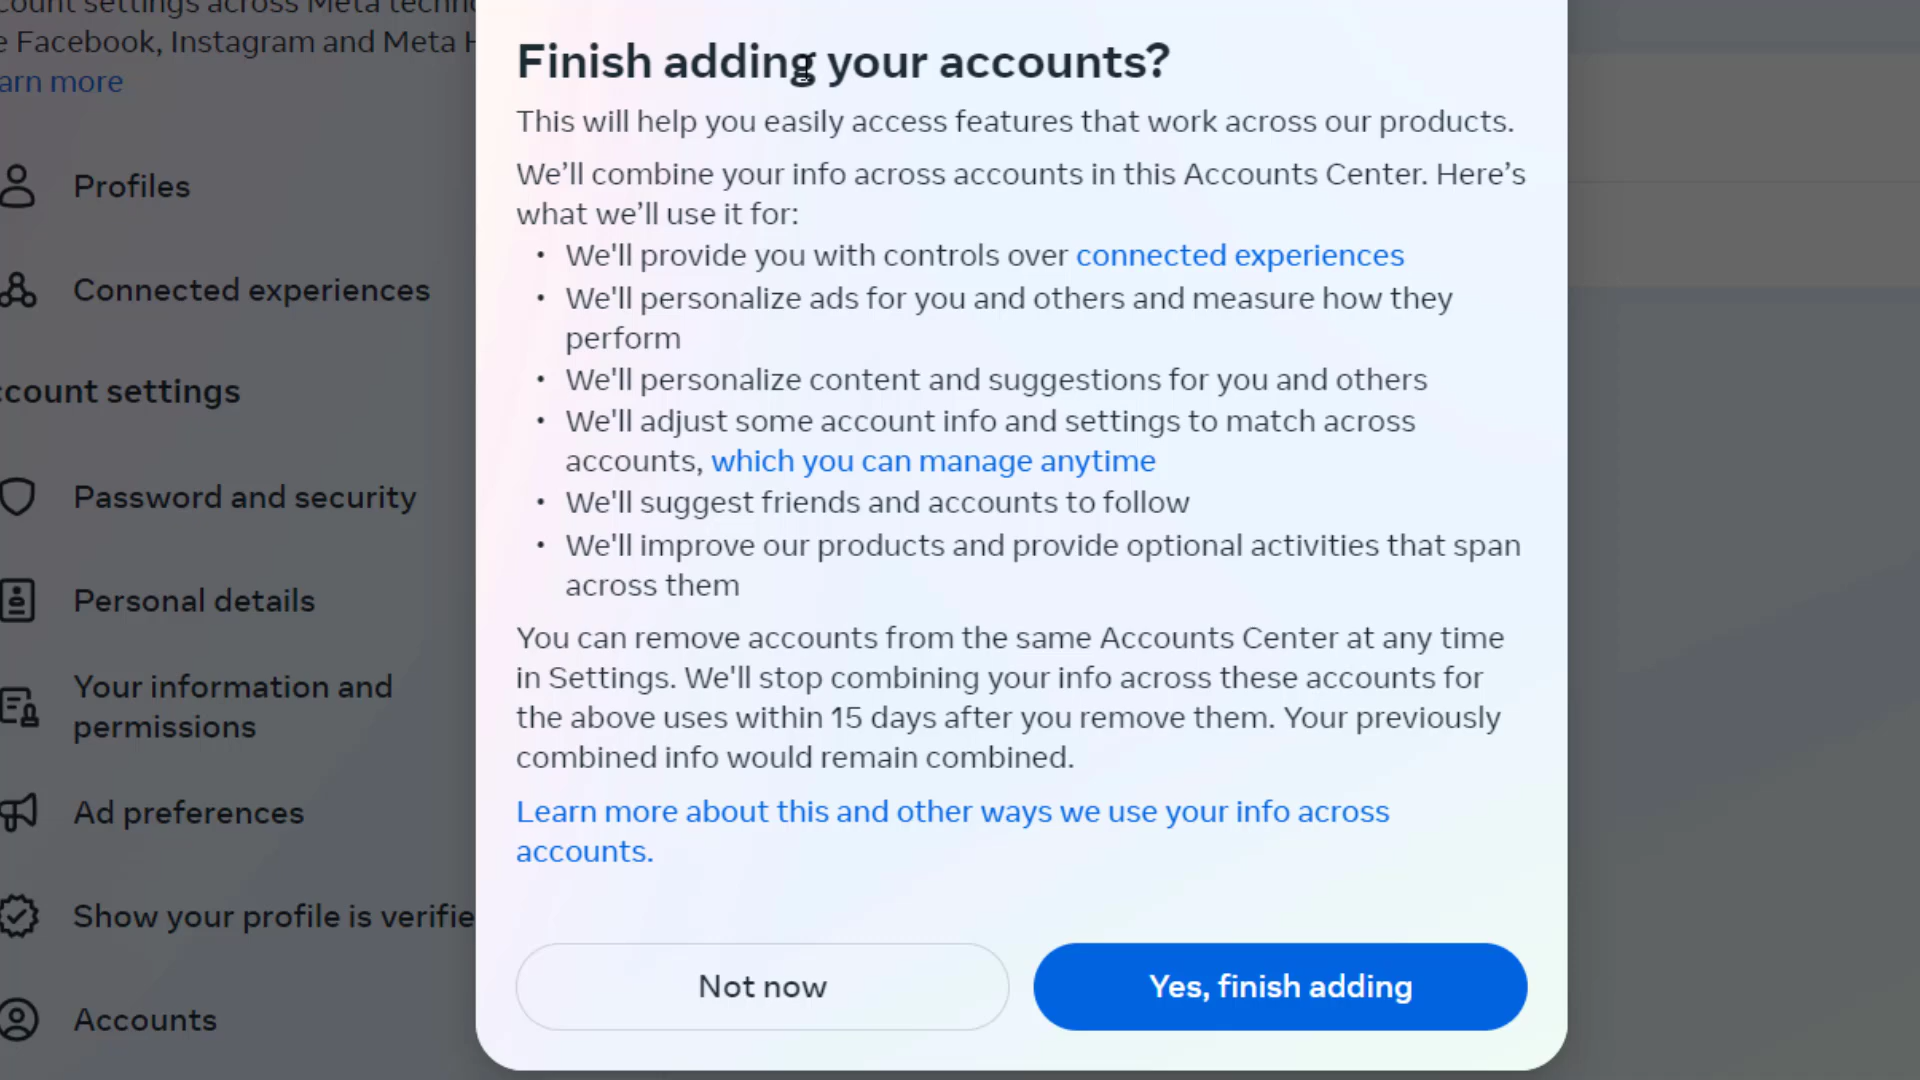 count settings across Meta techno
e Facebook, Instagram and Meta H
arn more
Profiles
Connected experiences
ccount settings
Password and security
Personal details
Your information and
permissions
Ad preferences
Show your profile is verifie
Accounts
Finish adding your accounts?
This will help you easily access features that work across our products.
We’ll combine your info across accounts in this Accounts Center. Here’s
what we’ll use it for:
• We'll provide you with controls over connected experiences
• We'll personalize ads for you and others and measure how they
perform
• We'll personalize content and suggestions for you and others
• We'll adjust some account info and settings to match across
accounts, which you can manage anytime
• We'll suggest friends and accounts to follow
• We'll improve our products and provide optional activities that span
across them
You can remove accounts from the same Accounts Center at any time
in Settings. We'll stop combining your info across these accounts for
the above uses within 15 days after you remove them. Your previously
combined info would remain combined.
Learn more about this and other ways we use your info across
accounts.
Not now
Yes, finish adding